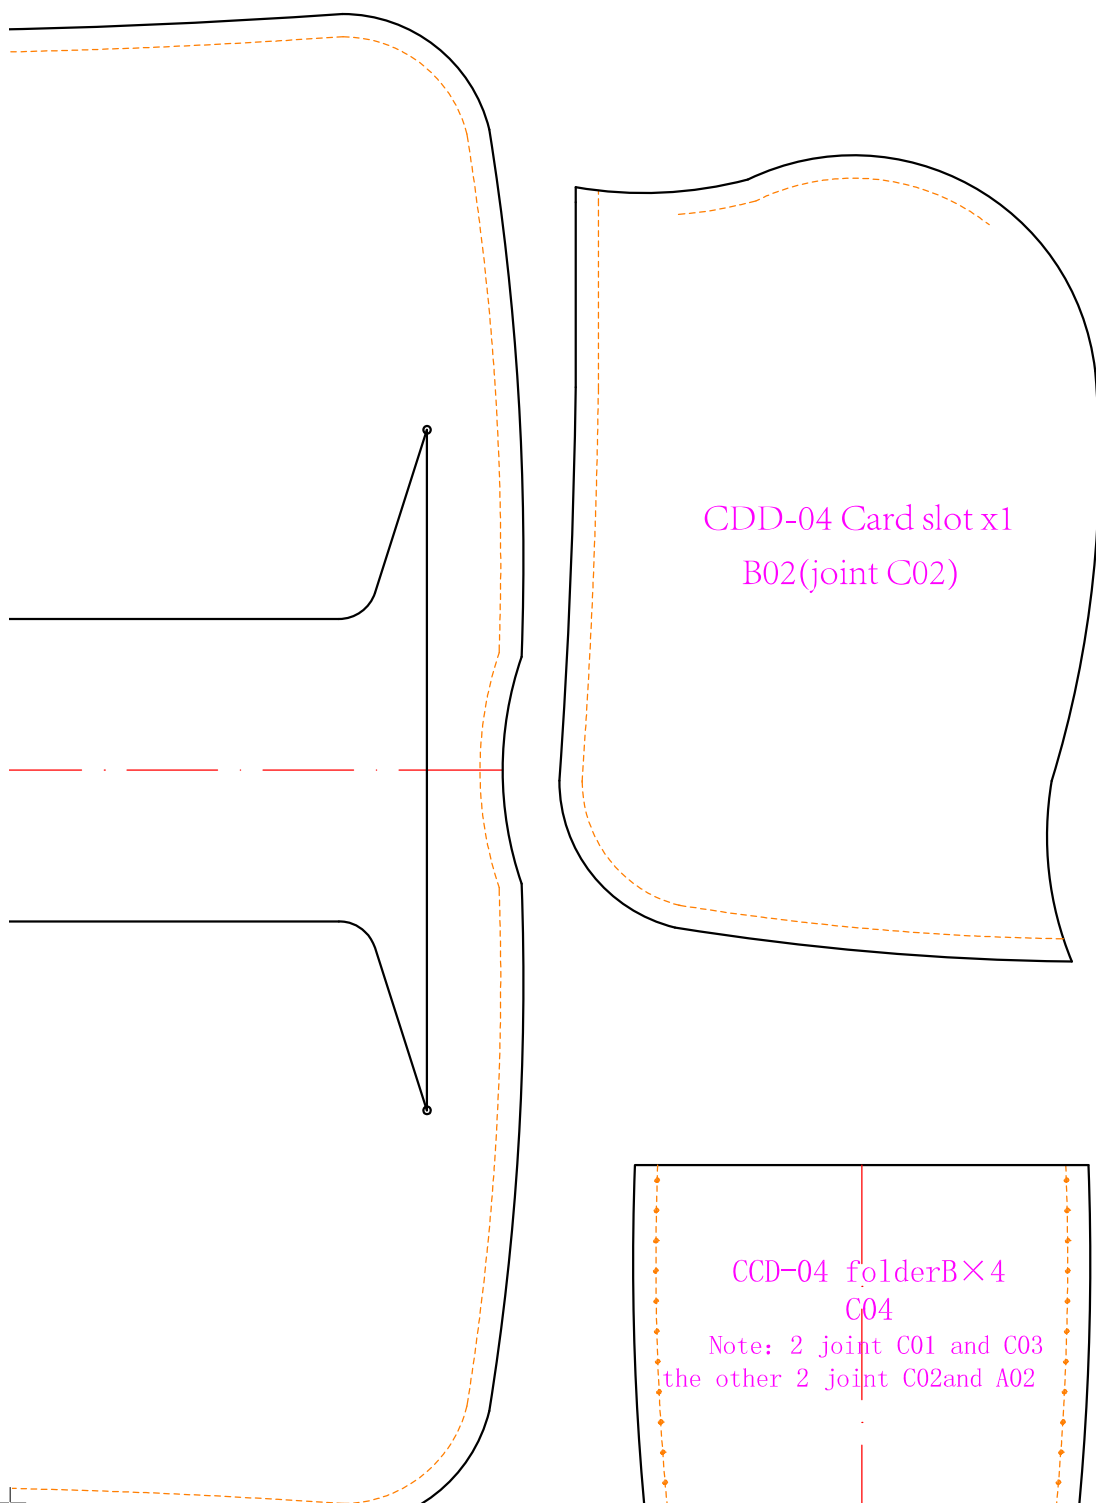 CDD-04 Card slot x1
B02(joint C02)
CCD-04 folderB×4
C04
Note: 2 joint C01 and C03
the other 2 joint C02and A02